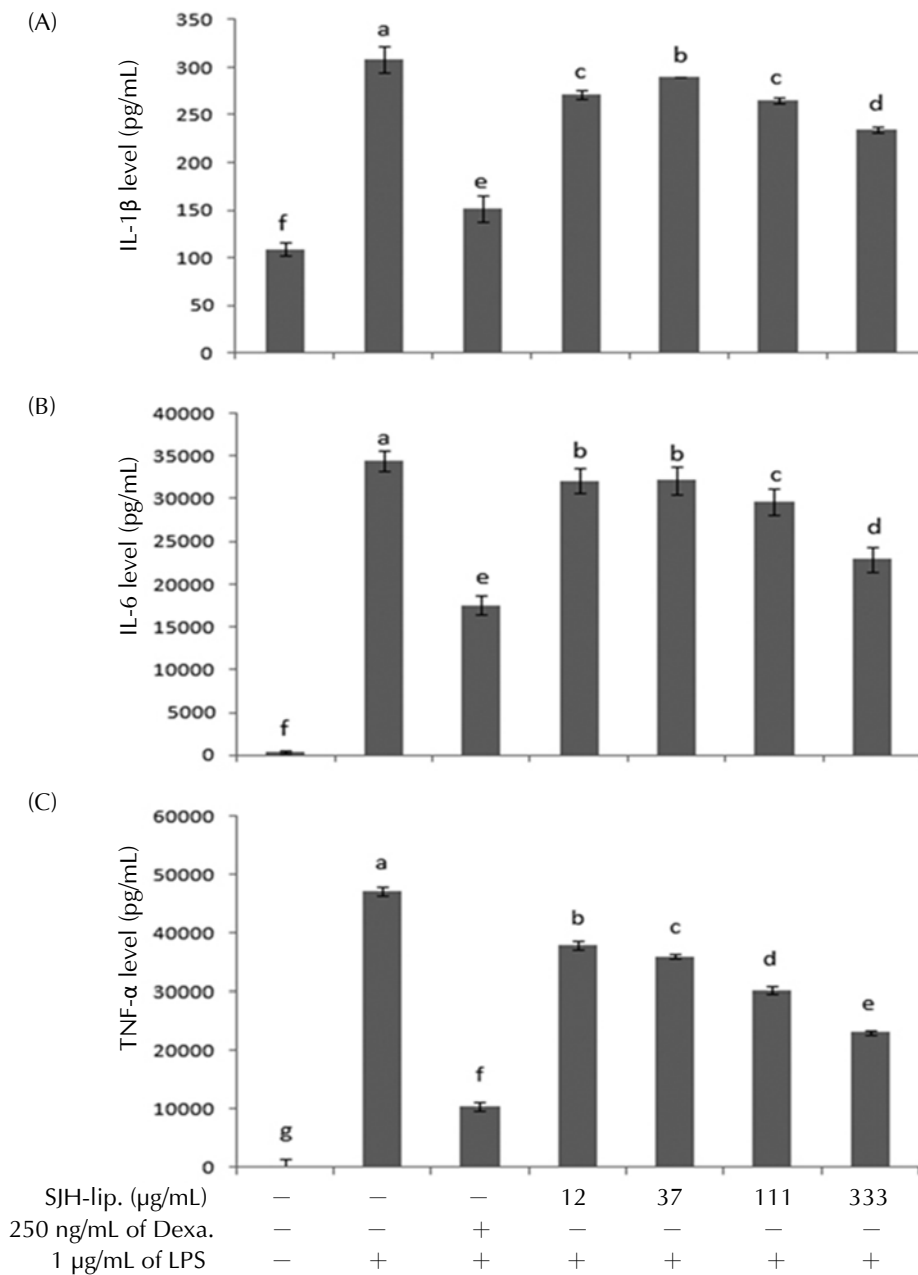 (A)
IL-1β level (pg/mL)
350
300
250
200
150
100
50
0
f
a
e
c
b
c
d
(B)
IL-6 level (pg/mL)
40000
35000
30000
25000
20000
15000
10000
5000
0
f
a
e
b
b
c
d
(C)
TNF-α level (pg/mL)
60000
50000
40000
30000
20000
10000
0
g
a
f
b
c
d
e
SJH-lip. (μg/mL) – – – 12 37 111 333
250 ng/mL of Dexa. – – + – – – –
1 μg/mL of LPS – + + + + + +